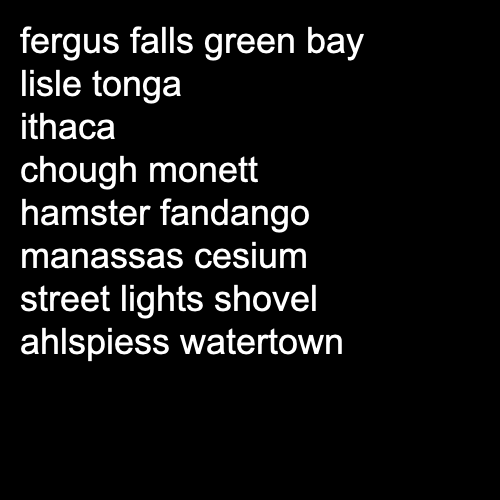 fergus falls green bay
lisle tonga
ithaca
chough monett
hamster fandango
manassas cesium
street lights shovel
ahlspiess watertown